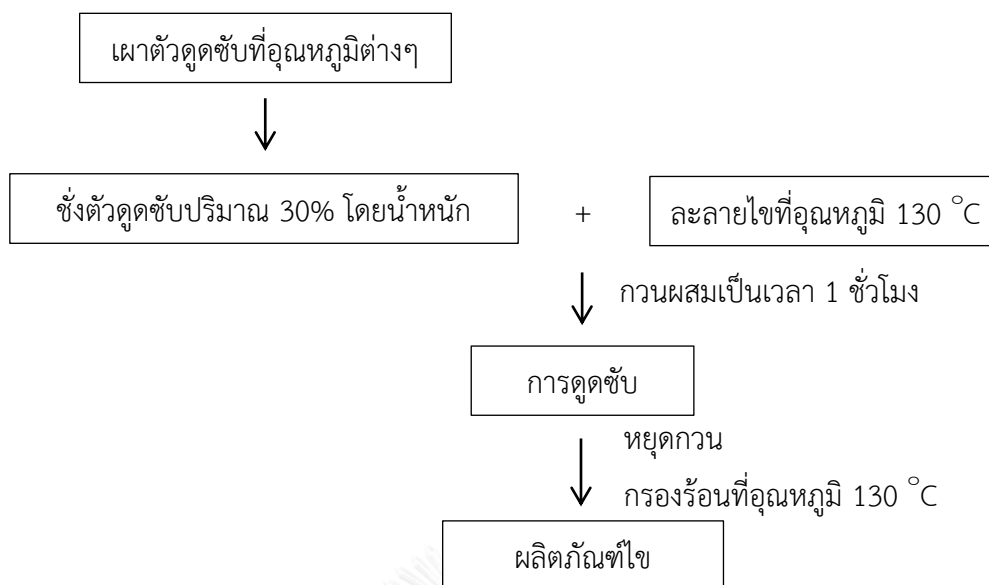 เผาตัวดูดซับที่อุณหภูมิต่างๆ
ชั่งตัวดูดซับปริมาณ 30% โดยน้ำหนัก + ละลายไขที่อุณหภูมิ 130 °C
กวนผสมเป็นเวลา 1 ชั่วโมง
การดูดซับ
หยุดกวน
กรองร้อนที่อุณหภูมิ 130 °C
ผลิตภัณฑ์ไข